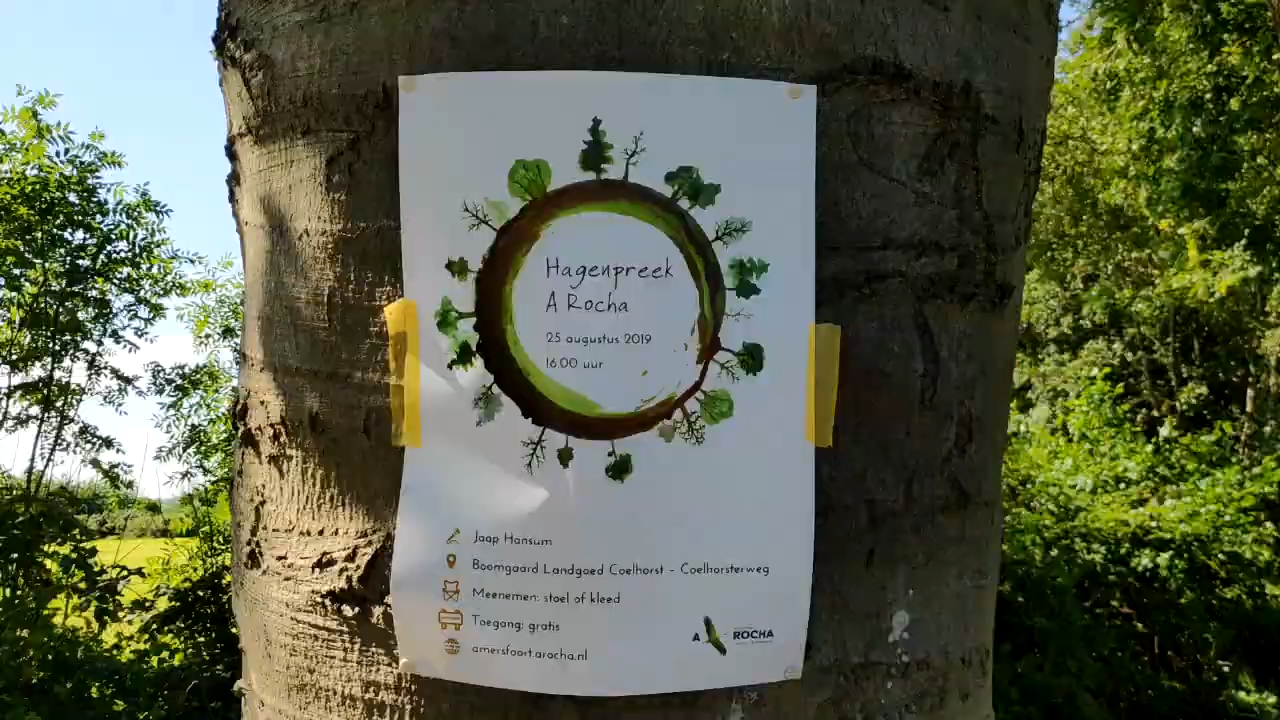 Hagenpreek
A Rocha
25 augustus 2019
16.00 uur
Jaap Hansum
Boomgaard Landgoed Coelhorst - Coelhorsterweg
Meenemen: stoel of kleed
Toegang: gratis
amersfoort.arocha.nl
A ROCHA